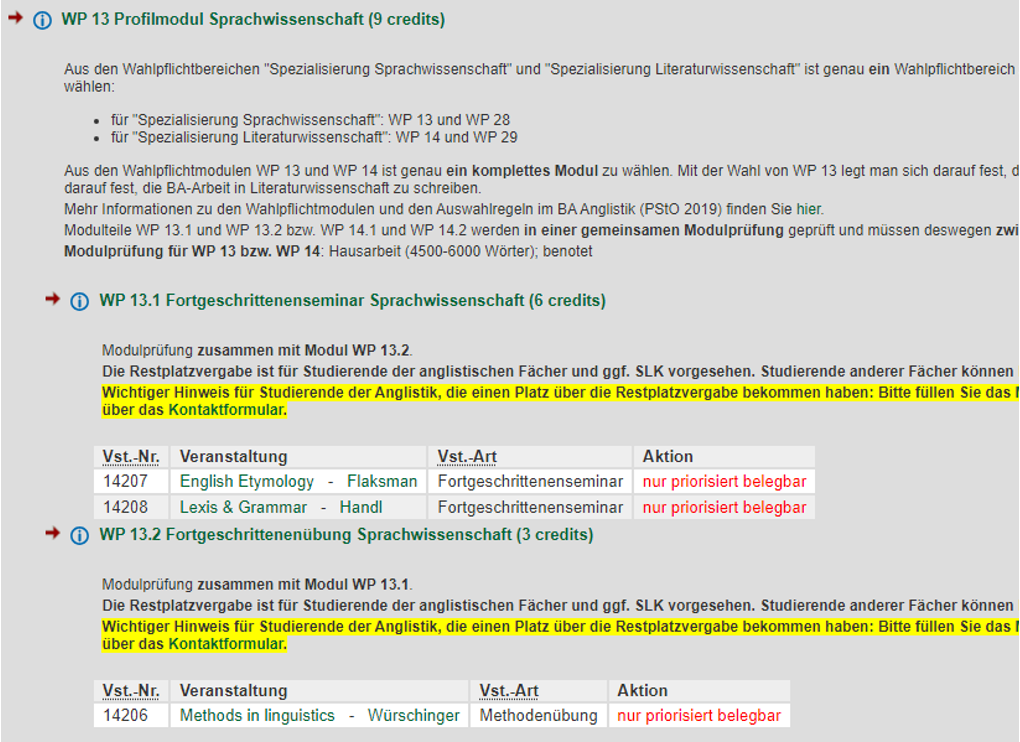 WP 13 Profilmodul Sprachwissenschaft (9 credits)
Aus den Wahlpflichtbereichen "Spezialisierung Sprachwissenschaft" und "Spezialisierung Literaturwissenschaft" ist genau ein Wahlpflichtbereich
wählen:
• für "Spezialisierung Sprachwissenschaft": WP 13 und WP 28
• für "Spezialisierung Literaturwissenschaft": WP 14 und WP 29
Aus den Wahlpflichtmodulen WP 13 und WP 14 ist genau ein komplettes Modul zu wählen. Mit der Wahl von WP 13 legt man sich darauf fest, d
darauf fest, die BA-Arbeit in Literaturwissenschaft zu schreiben.
Mehr Informationen zu den Wahlpflichtmodulen und den Auswahlregeln im BA Anglistik (PStO 2019) finden Sie hier.
Modulteile WP 13.1 und WP 13.2 bzw. WP 14.1 und WP 14.2 werden in einer gemeinsamen Modulprüfung geprüft und müssen deswegen zwi
Modulprüfung für WP 13 bzw. WP 14: Hausarbeit (4500-6000 Wörter); benotet
WP 13.1 Fortgeschrittenenseminar Sprachwissenschaft (6 credits)
Modulprüfung zusammen mit Modul WP 13.2.
Die Restplatzvergabe ist für Studierende der anglistischen Fächer und ggf. SLK vorgesehen. Studierende anderer Fächer können
Wichtiger Hinweis für Studierende der Anglistik, die einen Platz über die Restplatzvergabe bekommen haben: Bitte füllen Sie das M
über das Kontaktformular.
Vst.-Nr. Veranstaltung Vst.-Art Aktion
14207 English Etymology - Flaksman Fortgeschrittenenseminar nur priorisiert belegbar
14208 Lexis & Grammar - Handl Fortgeschrittenenseminar nur priorisiert belegbar
WP 13.2 Fortgeschrittenenübung Sprachwissenschaft (3 credits)
Modulprüfung zusammen mit Modul WP 13.1.
Die Restplatzvergabe ist für Studierende der anglistischen Fächer und ggf. SLK vorgesehen. Studierende anderer Fächer können
Wichtiger Hinweis für Studierende der Anglistik, die einen Platz über die Restplatzvergabe bekommen haben: Bitte füllen Sie das M
über das Kontaktformular.
Vst.-Nr. Veranstaltung Vst.-Art Aktion
14206 Methods in linguistics - Würschinger Methodenübung nur priorisiert belegbar